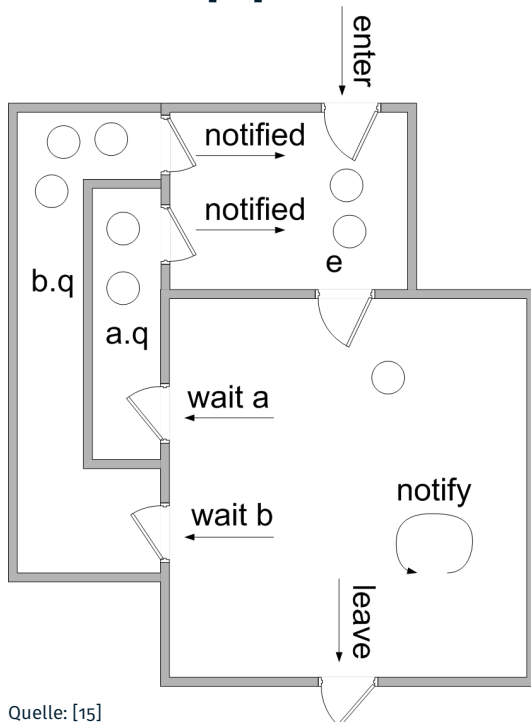 enter
notified
notified
e
b.q
a.q
wait a
notify
wait b
leave
Quelle: [15]